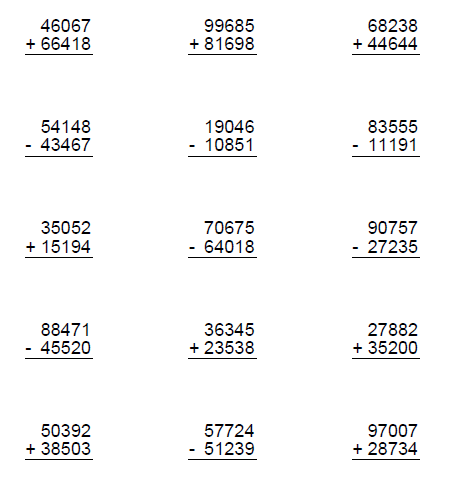 46067 99685 68238
+ 66418 + 81698 + 44644
54148 19046 83555
- 43467 - 10851 - 11191
35052 70675 90757
+ 15194 - 64018 - 27235
88471 36345 27882
- 45520 + 23538 + 35200
50392 57724 97007
+ 38503 - 51239 + 28734